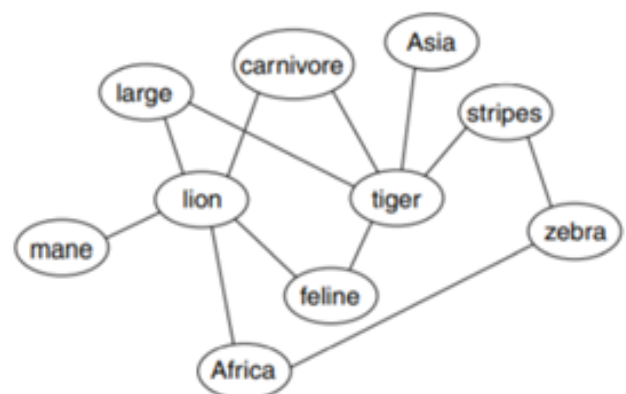 Asia
carnivore
large
stripes
lion
tiger
mane
zebra
feline
Africa